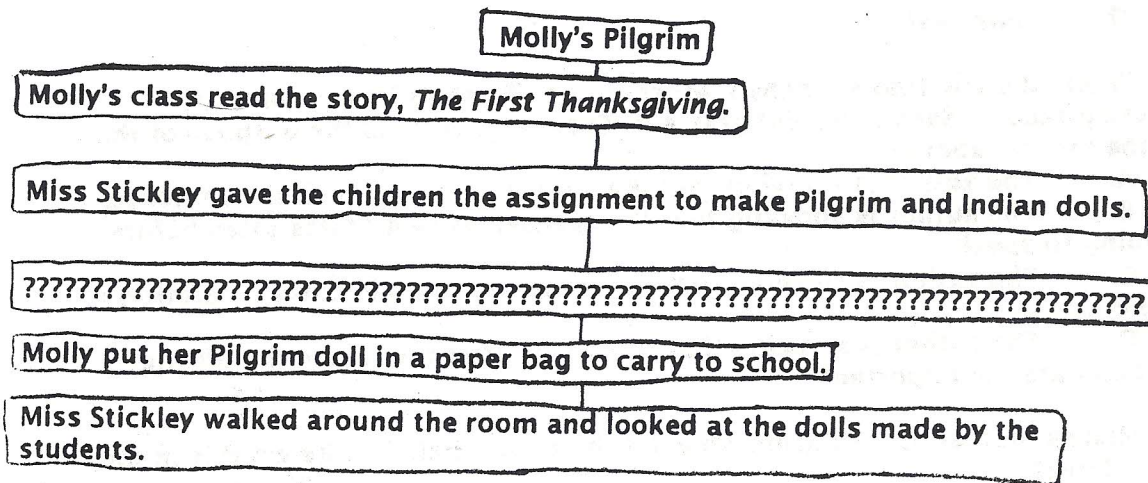 Molly's Pilgrim
Molly's class read the story, The First Thanksgiving.
Miss Stickley gave the children the assignment to make Pilgrim and Indian dolls.
???????????????????????????????????????????????????????????????????????????????????
Molly put her Pilgrim doll in a paper bag to carry to school.
Miss Stickley walked around the room and looked at the dolls made by the
students.